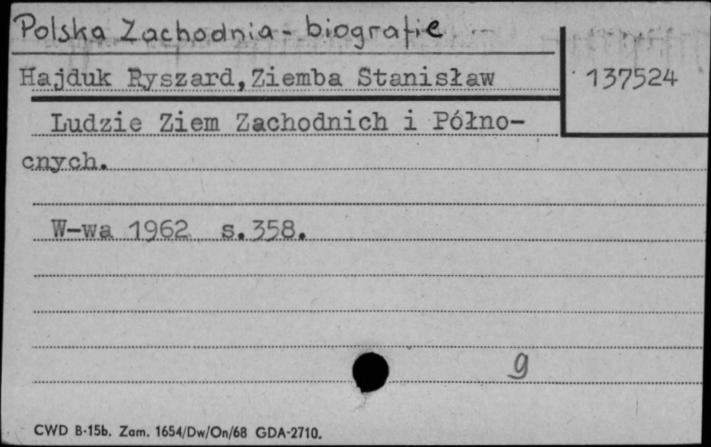 Polska Zachodnia - biografie
Hajduk Ryszard, Ziemba Stanisław
137524
Ludzie Ziem Zachodnich i Półno-
cnych.
W-wa 1962 s. 358.
g
CWD B-15b. Zam. 1654/Dw/On/68 GDA-2710.